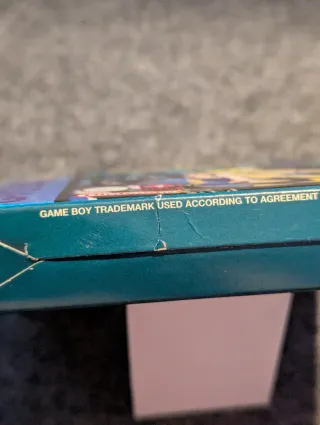 GAME BOY TRADEMARK USED ACCORDING TO AGREEMENT